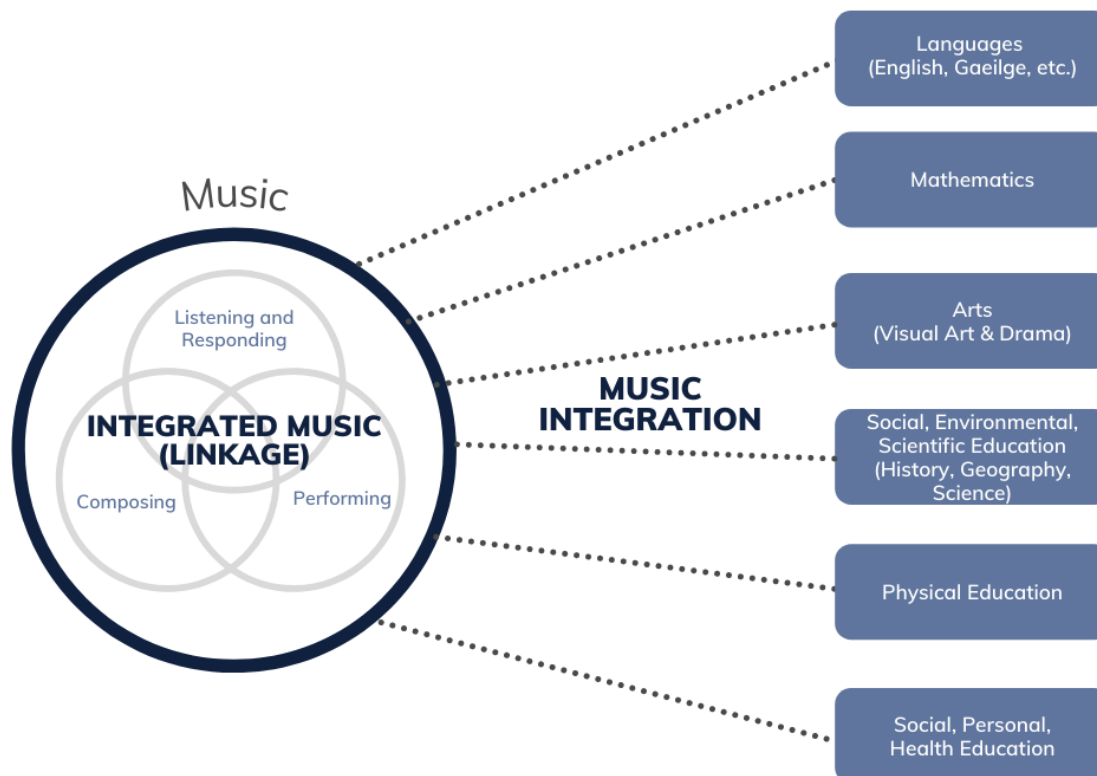 Music
Listening and
Responding
INTEGRATED MUSIC
(LINKAGE)
Composing
Performing
MUSIC
INTEGRATION
Languages
(English, Gaeilge, etc.)
Mathematics
Arts
(Visual Art & Drama)
Social, Environmental,
Scientific Education
(History, Geography,
Science)
Physical Education
Social, Personal,
Health Education